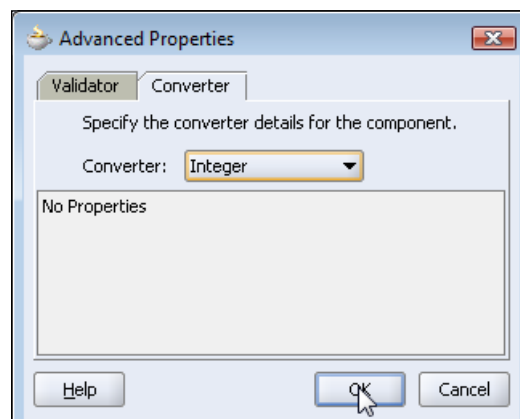 Advanced Properties
Validator Converter
Specify the converter details for the component.
Converter: Integer
No Properties
Help OK Cancel